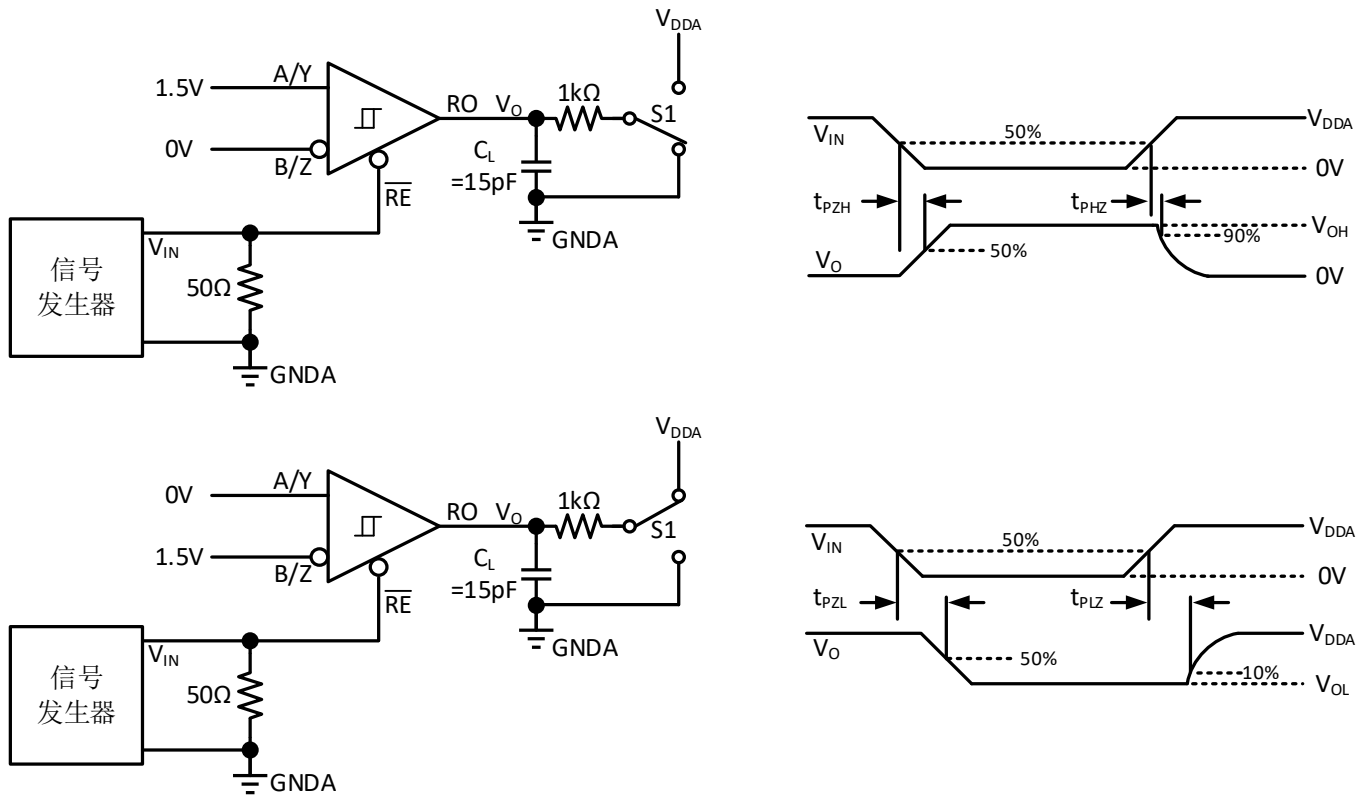 V_DDA
1.5V
A/Y
RO
V_O
1kΩ
S1
0V
B/Z
RE
C_L
=15pF
GNDA
信号
发生器
V_IN
50Ω
GNDA
V_IN
50%
V_DDA
0V
t_PZH
t_PHZ
V_OH
90%
V_O
50%
0V
V_DDA
0V
A/Y
RO
V_O
1kΩ
S1
1.5V
B/Z
RE
C_L
=15pF
GNDA
信号
发生器
V_IN
50Ω
GNDA
V_IN
50%
V_DDA
0V
t_PZL
t_PLZ
V_O
50%
V_DDA
10%
V_OL